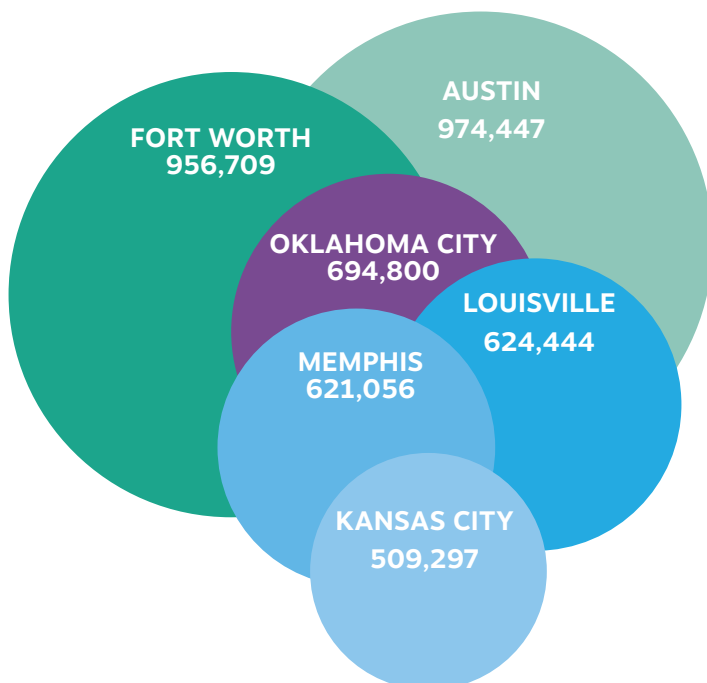 AUSTIN
974,447
FORT WORTH
956,709
OKLAHOMA CITY
694,800
LOUISVILLE
624,444
MEMPHIS
621,056
KANSAS CITY
509,297